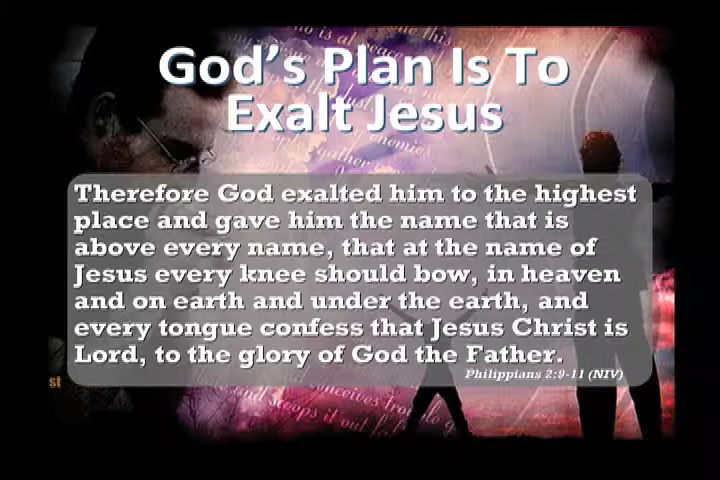 God's Plan Is To
Exalt Jesus
Therefore God exalted him to the highest
place and gave him the name that is
above every name, that at the name of
Jesus every knee should bow, in heaven
and on earth and under the earth, and
every tongue confess that Jesus Christ is
Lord, to the glory of God the Father.
Philippians 2:9-11 (NIV)
st